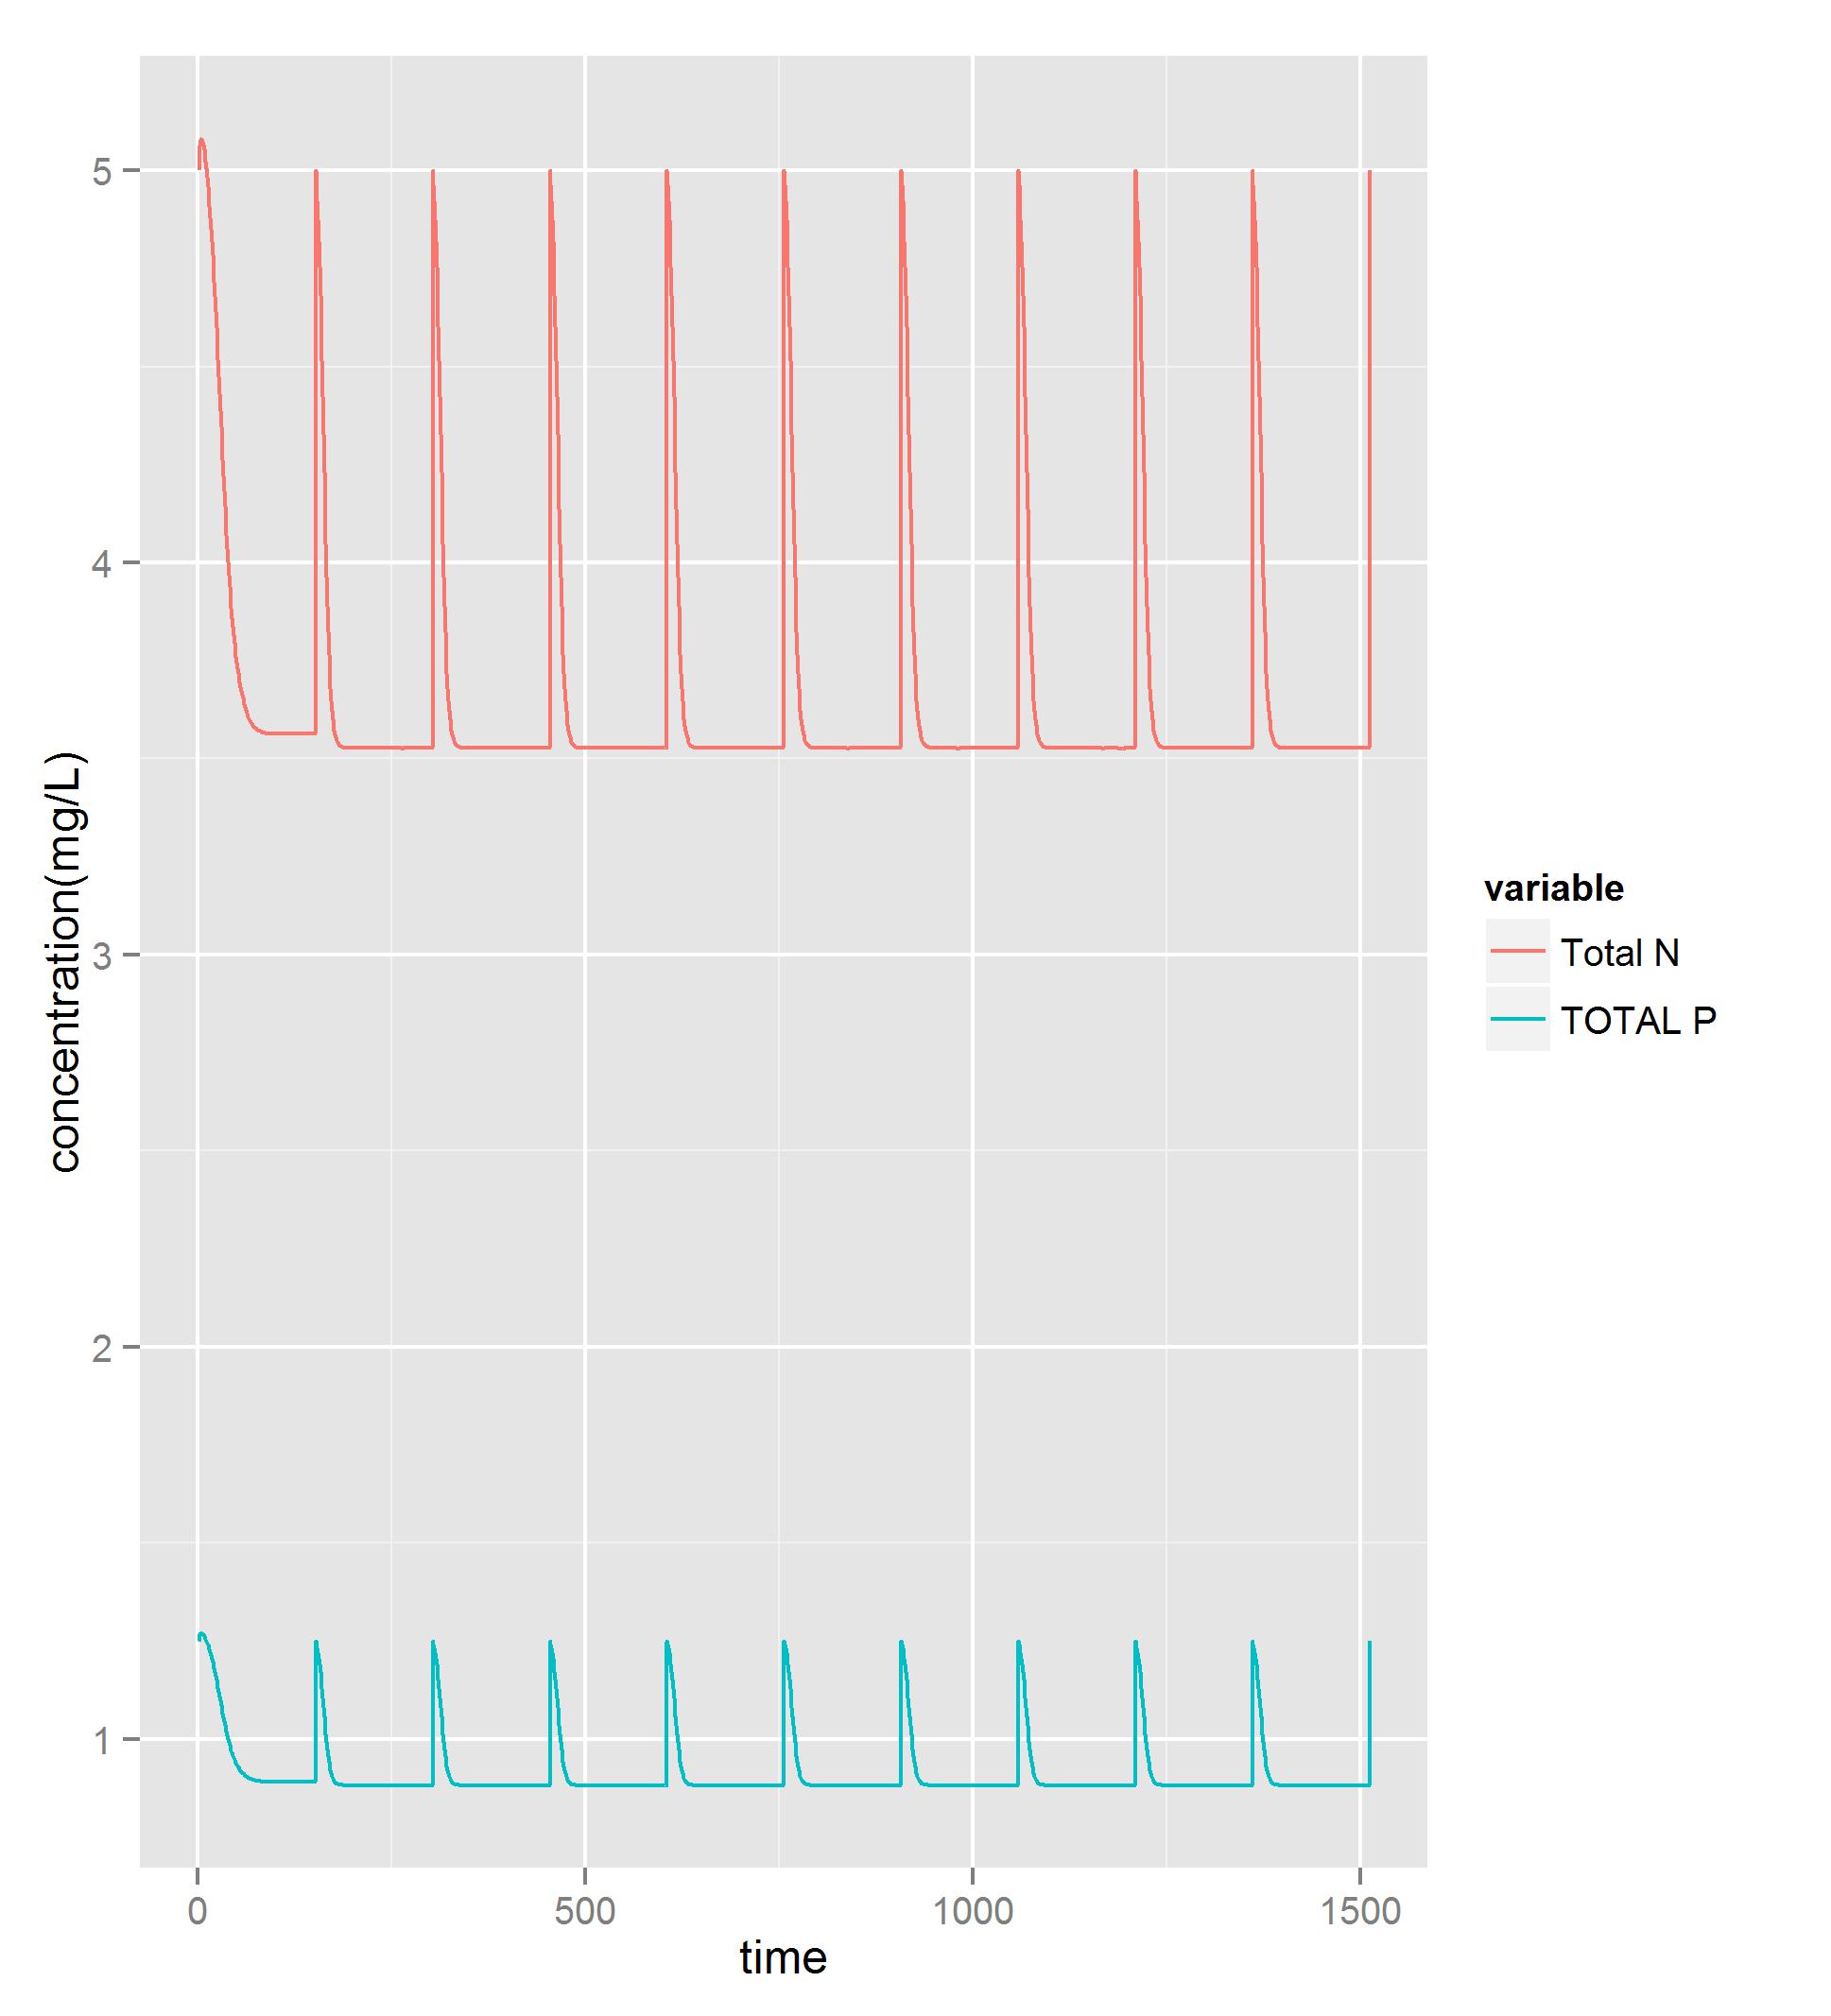 5
4
3
2
1
concentration(mg/L)
0 500 1000 1500
time
variable
Total N
TOTAL P